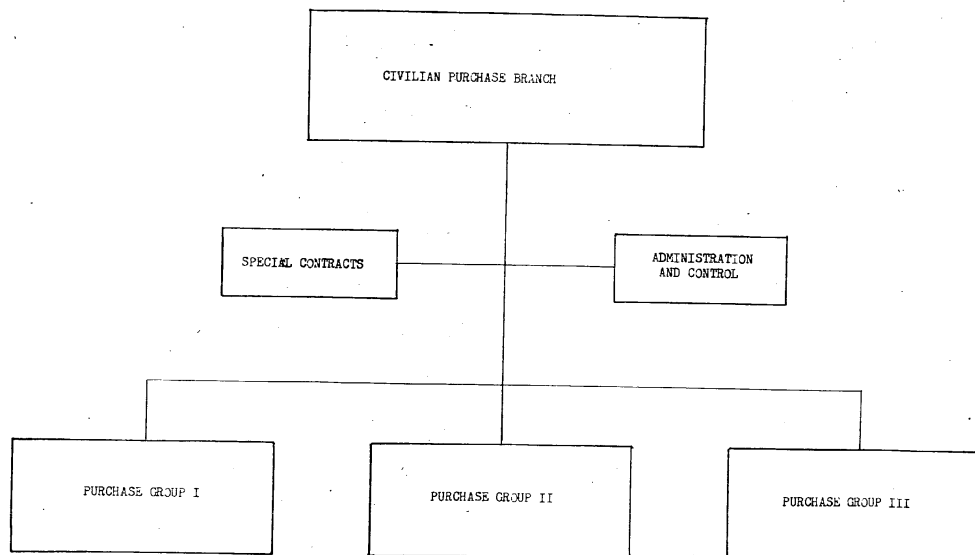 CIVILIAN PURCHASE BRANCH
SPECIAL CONTRACTS
ADMINISTRATION
AND CONTROL
PURCHASE GROUP I
PURCHASE GROUP II
PURCHASE GROUP III